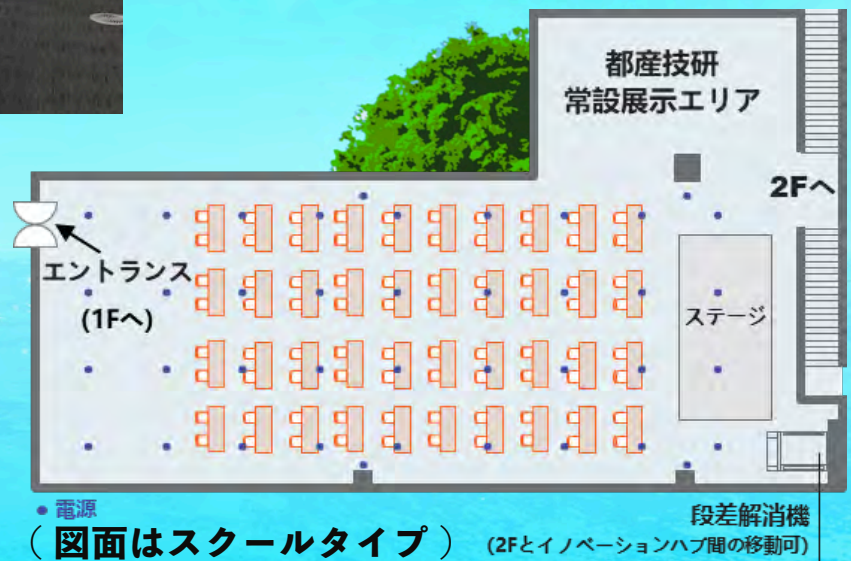 都産技研
常設展示エリア
2Fへ
エントランス
(1Fへ)
ステージ
● 電源
（図面はスクールタイプ）
段差解消機
(2Fとイノベーションハブ間の移動可)